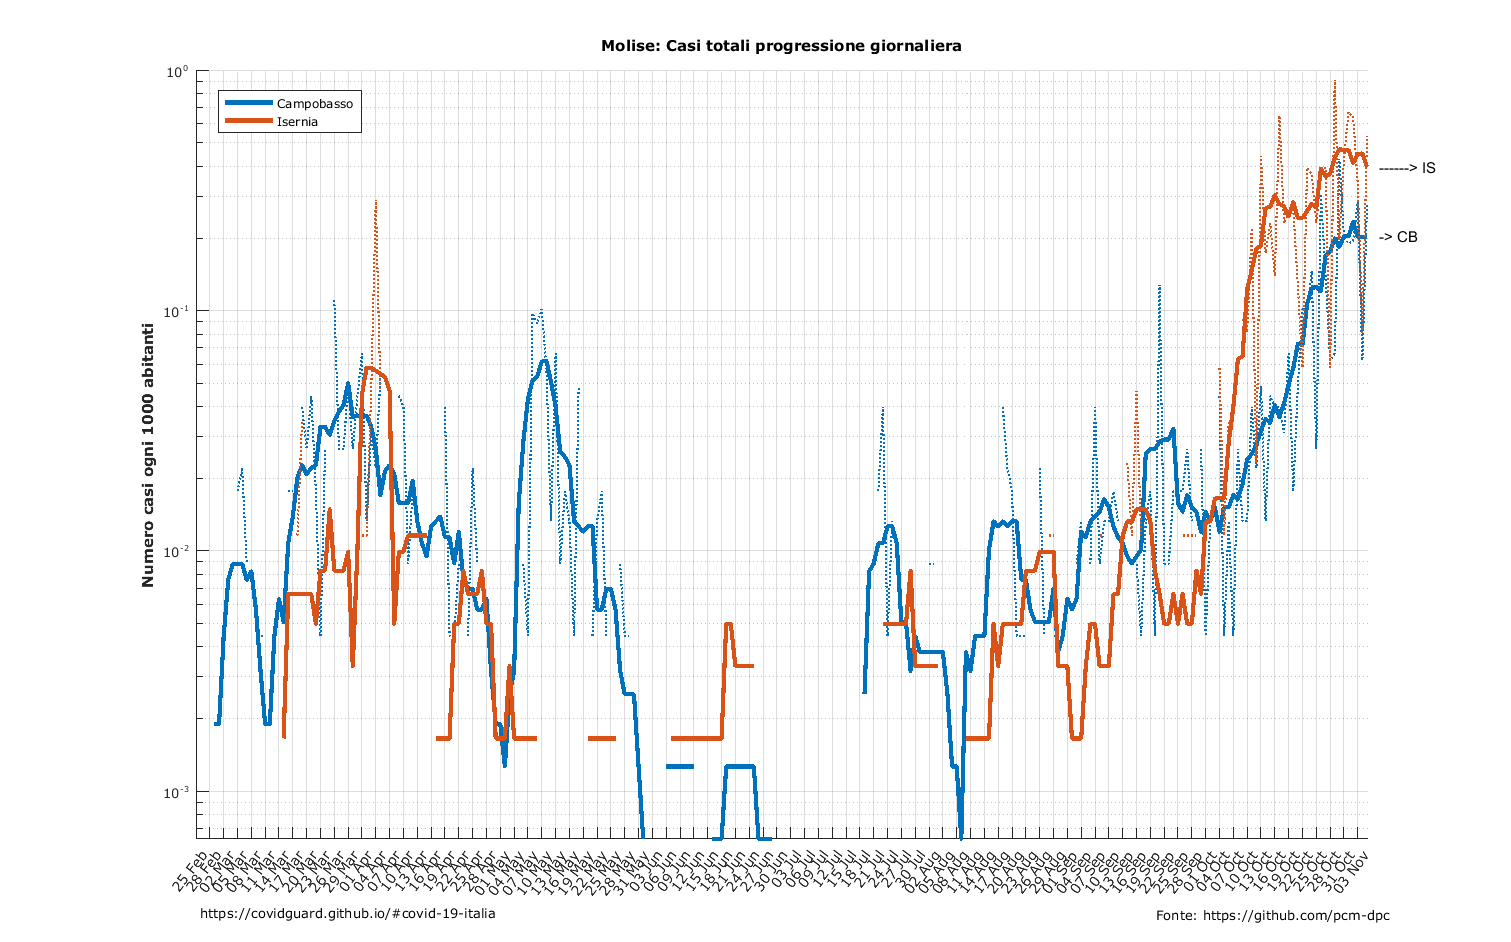 Molise: Casi totali progressione giornaliera
10⁰
Campobasso
Isernia
------> IS
-> CB
10⁻¹
Numero casi ogni 1000 abitanti
10⁻²
10⁻³
25 Feb
28 Feb
02 Mar
05 Mar
08 Mar
11 Mar
14 Mar
17 Mar
20 Mar
23 Mar
26 Mar
29 Mar
01 Apr
04 Apr
07 Apr
10 Apr
13 Apr
16 Apr
19 Apr
22 Apr
25 Apr
28 Apr
01 May
04 May
07 May
10 May
13 May
16 May
19 May
22 May
25 May
28 May
31 May
03 Jun
06 Jun
09 Jun
12 Jun
15 Jun
18 Jun
21 Jun
24 Jun
27 Jun
30 Jun
03 Jul
06 Jul
09 Jul
12 Jul
15 Jul
18 Jul
21 Jul
24 Jul
27 Jul
30 Jul
02 Aug
05 Aug
08 Aug
11 Aug
14 Aug
17 Aug
20 Aug
23 Aug
26 Aug
29 Aug
01 Sep
04 Sep
07 Sep
10 Sep
13 Sep
16 Sep
19 Sep
22 Sep
25 Sep
28 Sep
01 Oct
04 Oct
07 Oct
10 Oct
13 Oct
16 Oct
19 Oct
22 Oct
25 Oct
28 Oct
31 Oct
03 Nov
https://covidguard.github.io/#covid-19-italia
Fonte: https://github.com/pcm-dpc